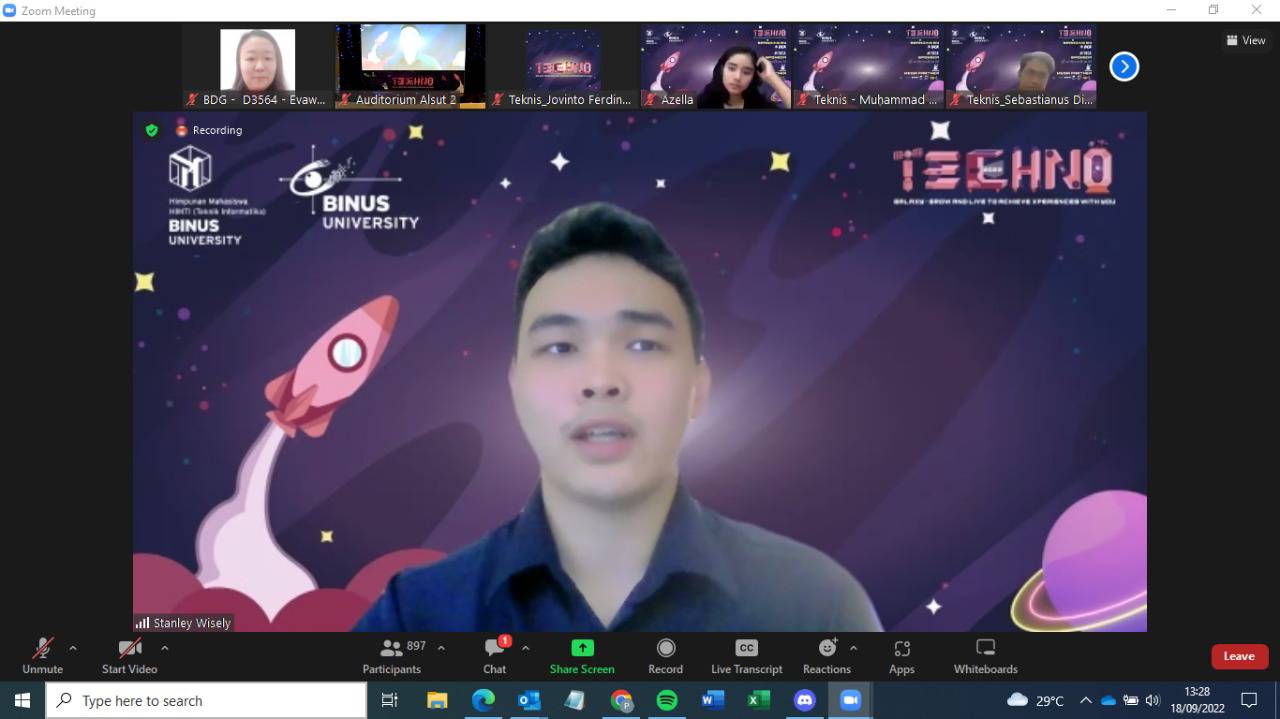 Zoom Meeting
View
BDG - D3564 - Evaw...
Auditorium Alsut 2
Teknis_Jovinto Ferdin...
Azella
Teknis - Muhammad ...
Teknis_Sebastianus Di...
TECHNO
Recording
Himpunan Mahasiswa
HIMTI (Teknik Informatika)
BINUS
UNIVERSITY
BINUS
UNIVERSITY
TECHNO
2022
GALAXY - GROW AND LIVE TO ACHIEVE XPERIENCES WITH YOU
Stanley Wisely
Unmute
Start Video
897
Participants
1
Chat
Share Screen
Record
CC
Live Transcript
Reactions
Apps
Whiteboards
Leave
Type here to search
29°C
13:28
18/09/2022